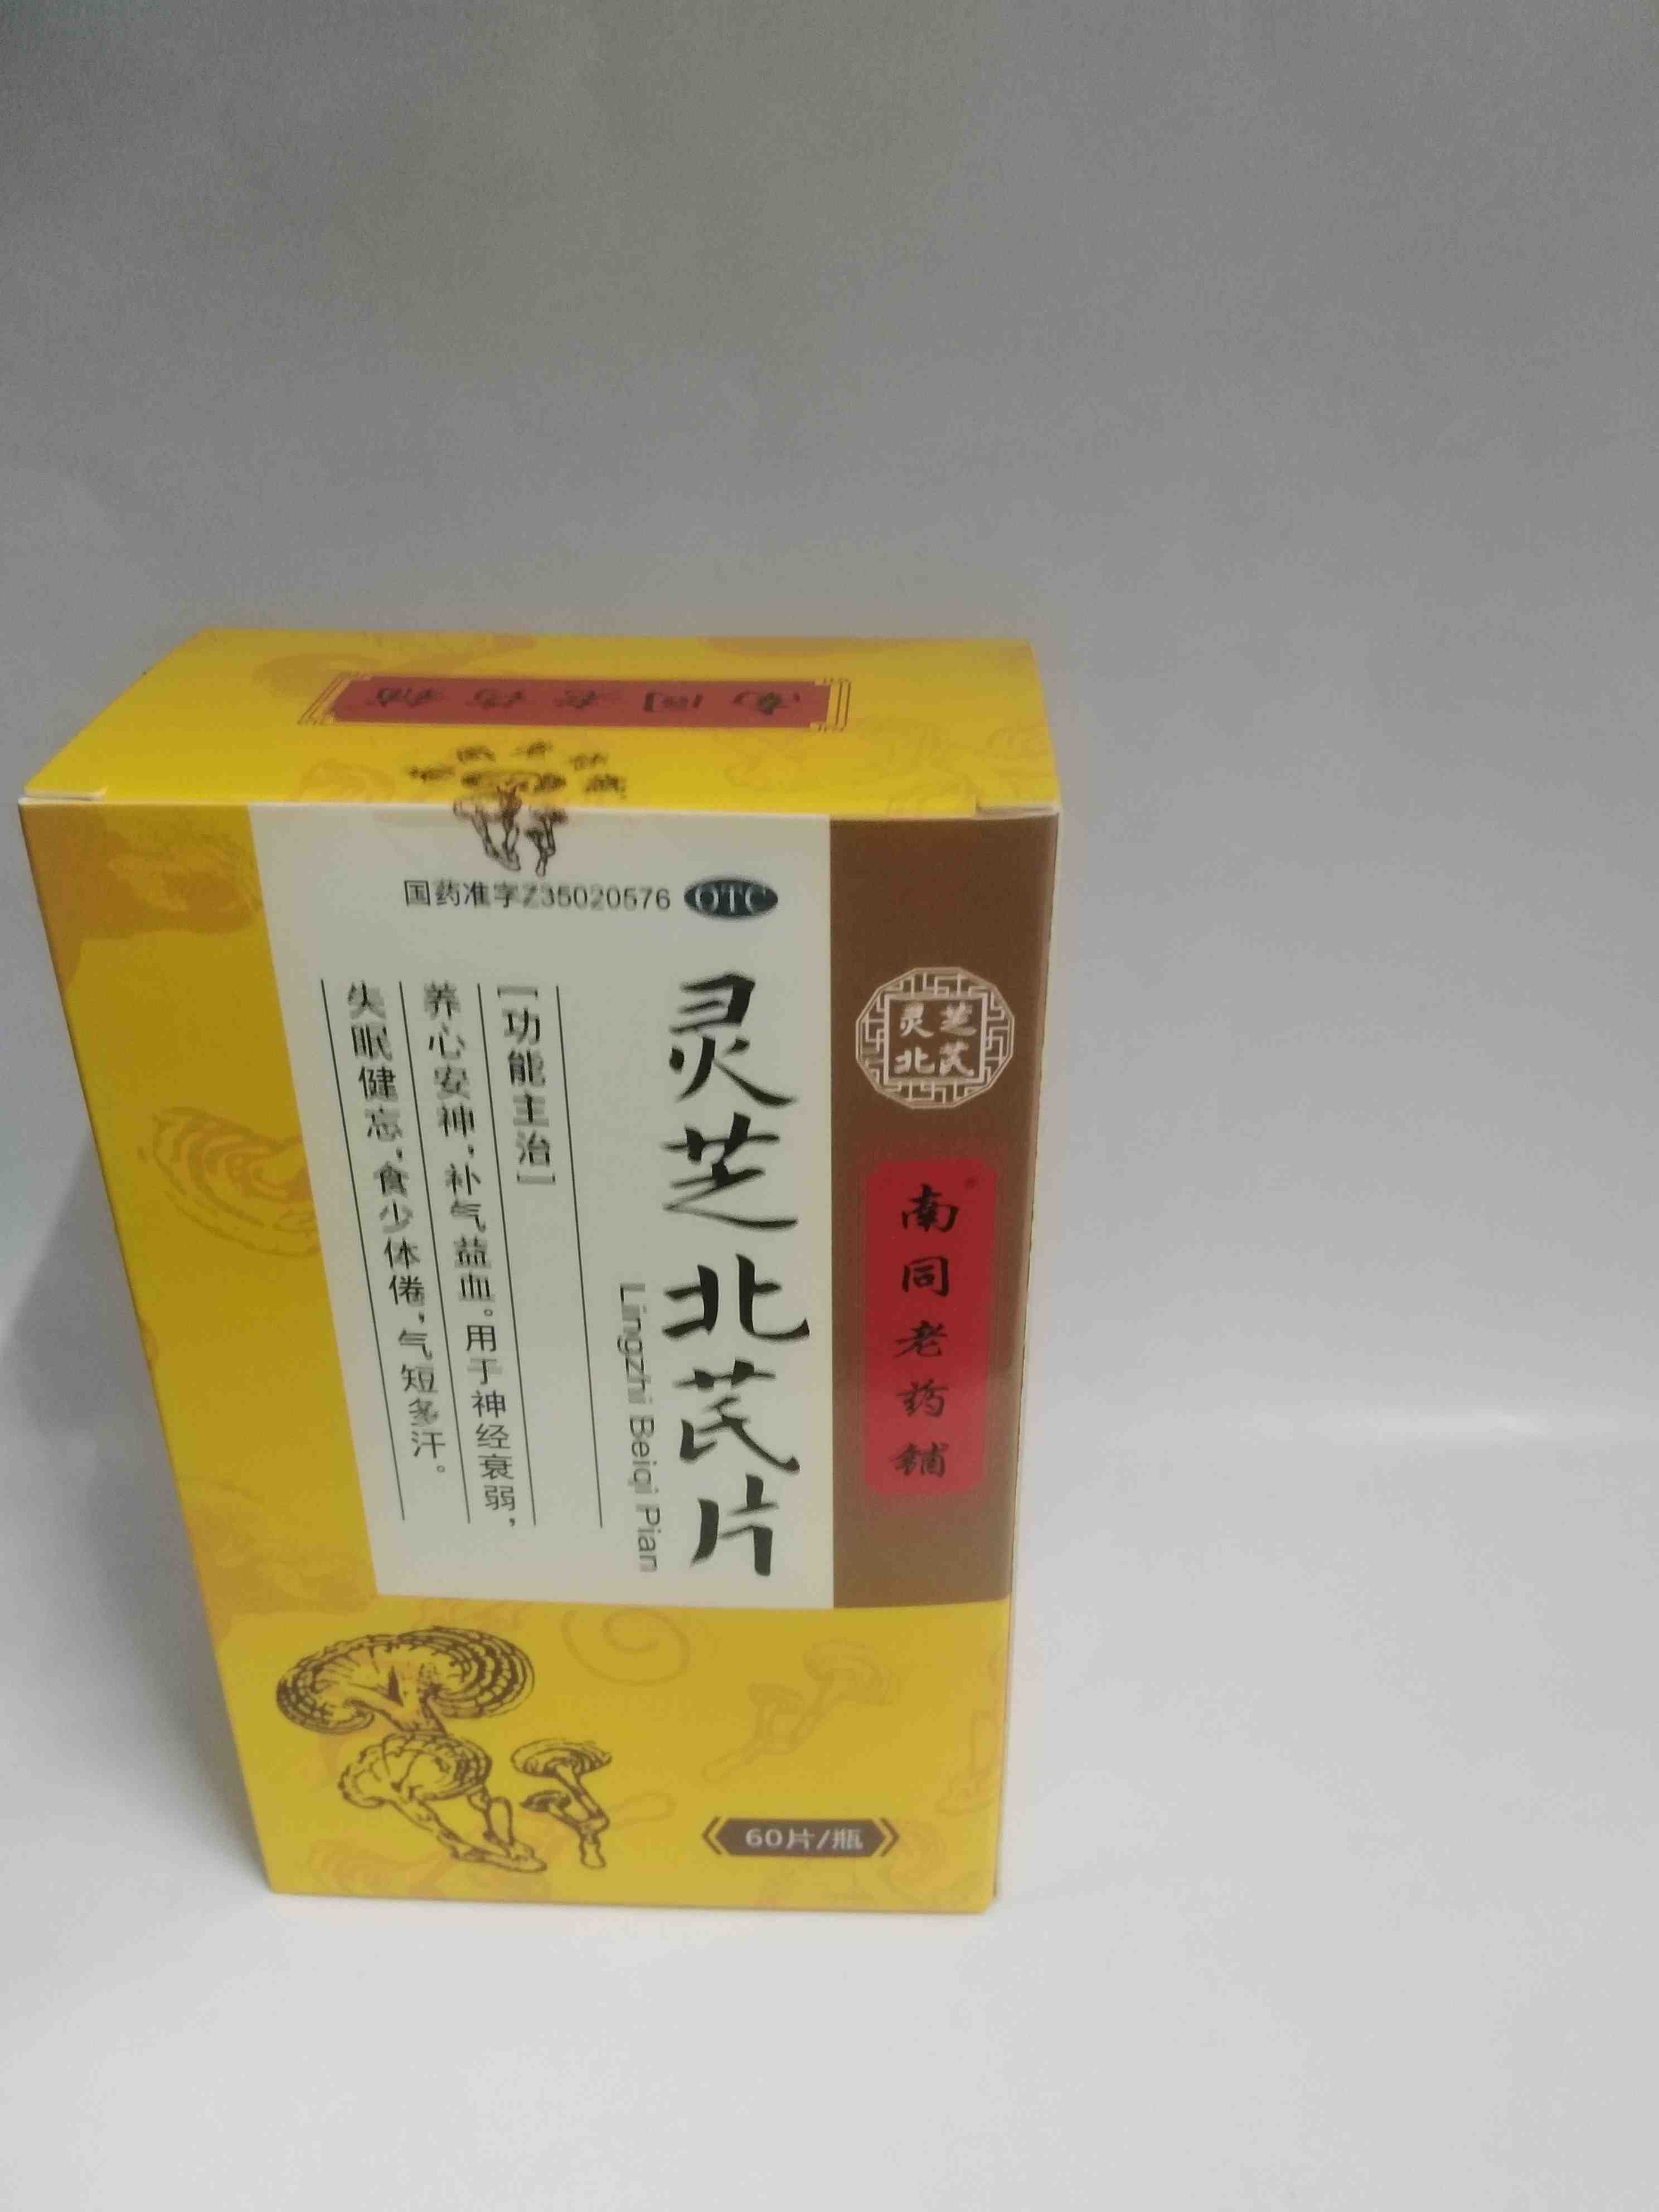 南同老药铺
国药准字Z35020576 OTC
灵芝
北芪
南同老药铺
灵芝北芪片
Lingzhi Beiqi Pian
[功能主治]
养心安神，补气益血。用于神经衰弱，
失眠健忘，食少体倦，气短多汗。
60片/瓶